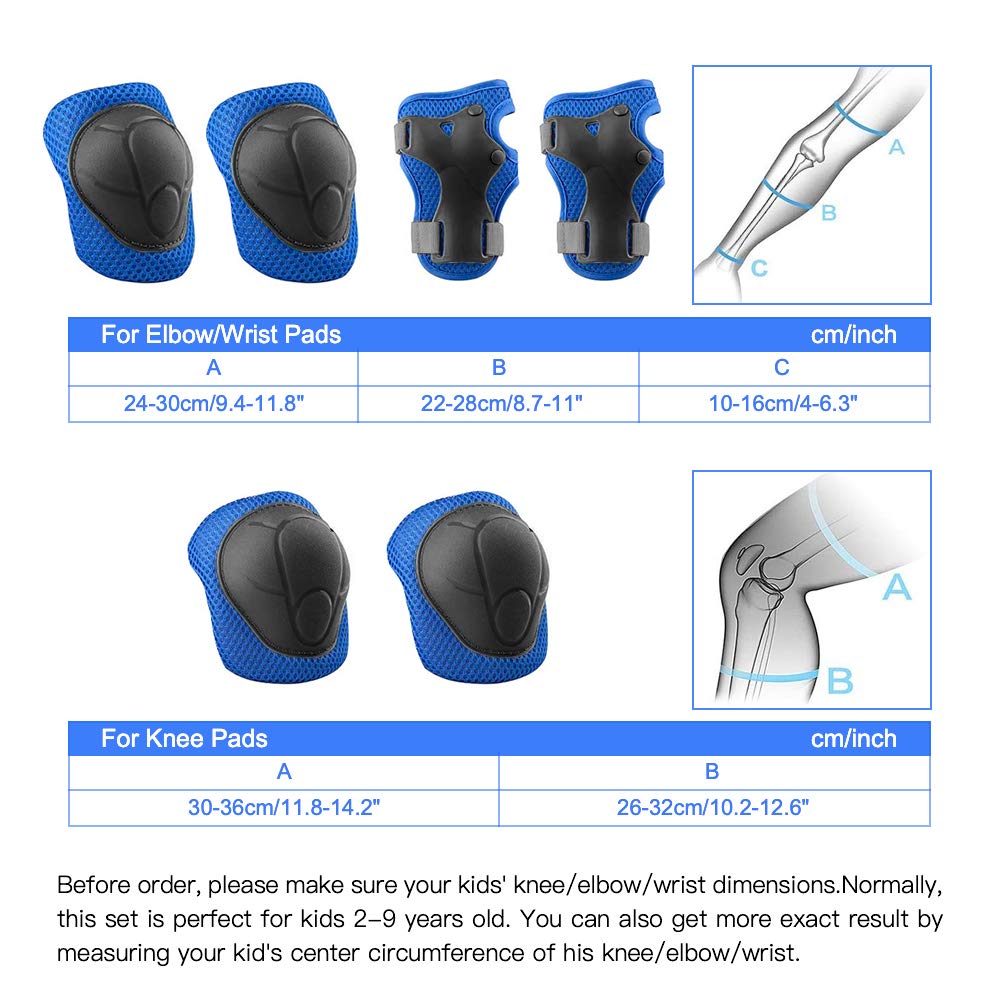 A
B
C
For Elbow/Wrist Pads cm/inch
A B C
24-30cm/9.4-11.8" 22-28cm/8.7-11" 10-16cm/4-6.3"
A
B
For Knee Pads cm/inch
A B
30-36cm/11.8-14.2" 26-32cm/10.2-12.6"
Before order, please make sure your kids' knee/elbow/wrist dimensions.Normally,
this set is perfect for kids 2-9 years old. You can also get more exact result by
measuring your kid's center circumference of his knee/elbow/wrist.